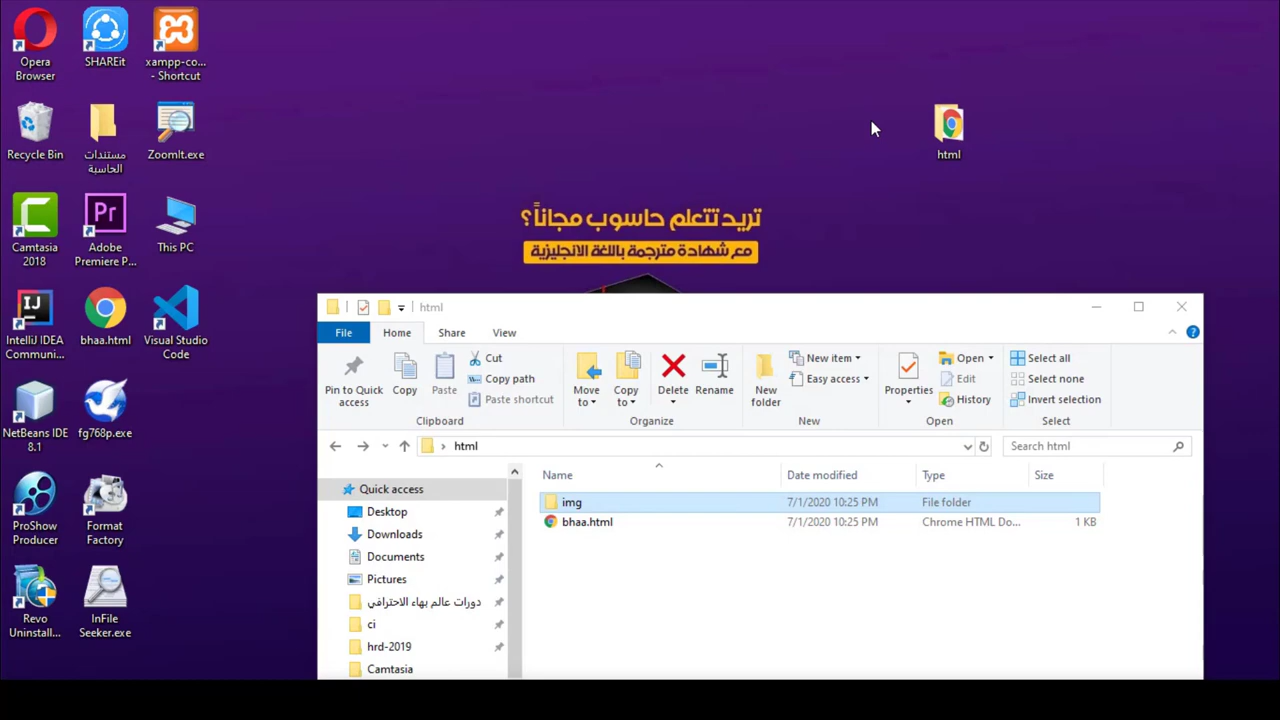 Opera
Browser
SHAREit
xampp-co...
- Shortcut
Recycle Bin
مستندات
الحاسبة
ZoomIt.exe
html
Camtasia
2018
Adobe
Premiere P...
This PC
تريد تتعلم حاسوب مجاناً؟
مع شهادة مترجمة باللغة الانجليزية
IntelliJ IDEA
Communi...
bhaa.html
Visual Studio
Code
NetBeans IDE
8.1
fg768p.exe
ProShow
Producer
Format
Factory
Revo
Uninstall...
InFile
Seeker.exe
html
File Home Share View
Pin to Quick
access
Copy
Paste
Cut
Copy path
Paste shortcut
Clipboard
Move
to
Copy
to
Delete
Rename
Organize
New
folder
New item
Easy access
New
Properties
Open
Edit
History
Open
Select all
Select none
Invert selection
Select
html
Search html
Name Date modified Type Size
img 7/1/2020 10:25 PM File folder
bhaa.html 7/1/2020 10:25 PM Chrome HTML Do... 1 KB
Quick access
Desktop
Downloads
Documents
Pictures
دورات عالم بهاء الاحترافي
ci
hrd-2019
Camtasia